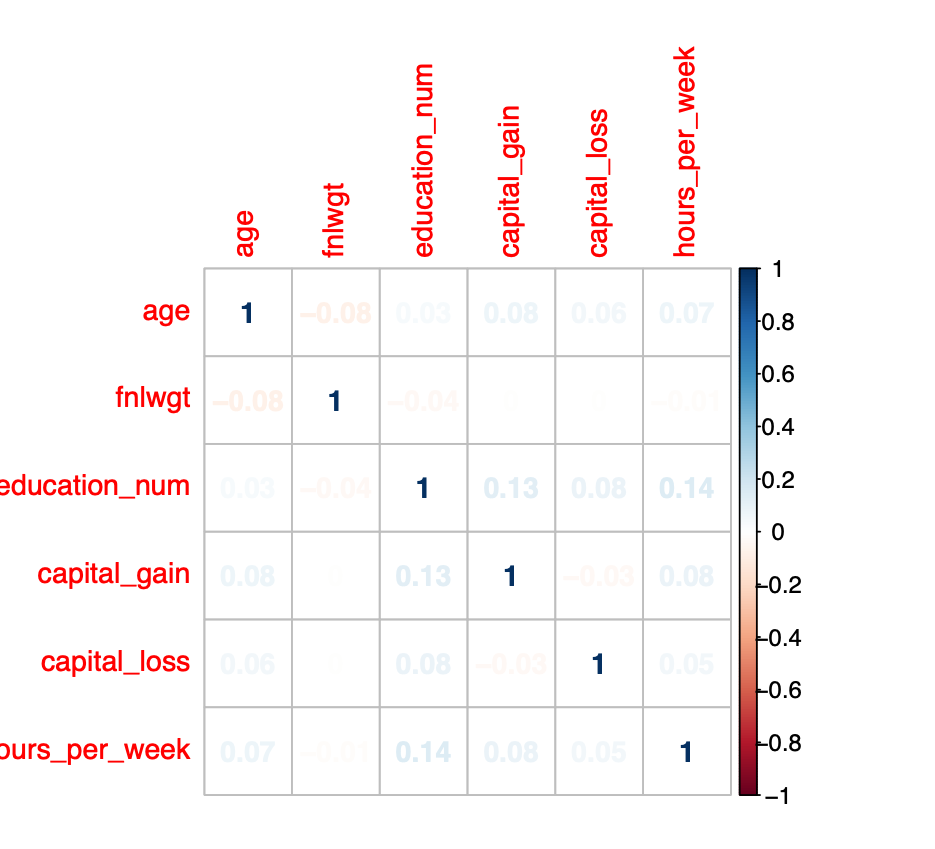 age fnlwgt education_num capital_gain capital_loss hours_per_week
age 1 −0.08 0.03 0.08 0.06 0.07
fnlwgt −0.08 1 −0.04 0 0 −0.01
education_num 0.03 −0.04 1 0.13 0.08 0.14
capital_gain 0.08 0 0.13 1 −0.03 0.08
capital_loss 0.06 0 0.08 −0.03 1 0.05
ours_per_week 0.07 −0.01 0.14 0.08 0.05 1
1
0.8
0.6
0.4
0.2
0
−0.2
−0.4
−0.6
−0.8
−1